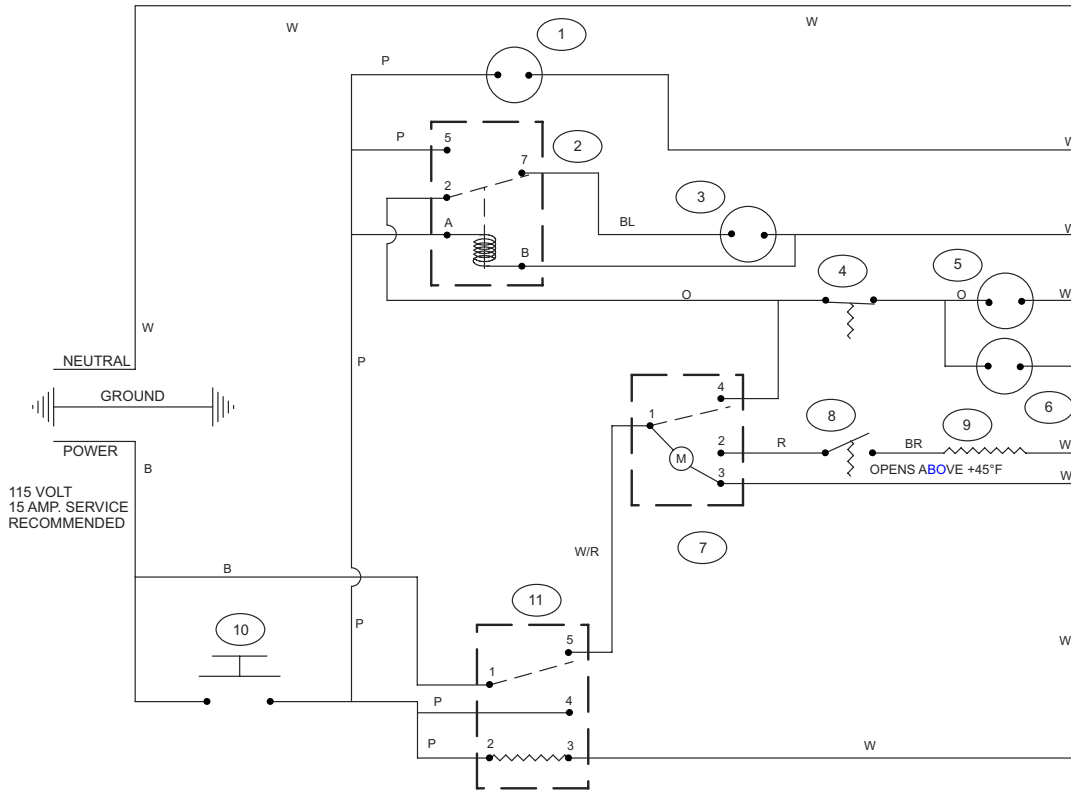 W
W
1
P
P
5
2
7
W
2
3
A
BL
W
B
4
5
O
O
W
W
P
NEUTRAL
GROUND
4
6
1
8
9
POWER
2
R
BR
W
M
B
3
OPENS ABOVE +45°F
W
115 VOLT
15 AMP. SERVICE
RECOMMENDED
W/R
7
B
11
10
P
5
W
1
P
4
P
2
3
W